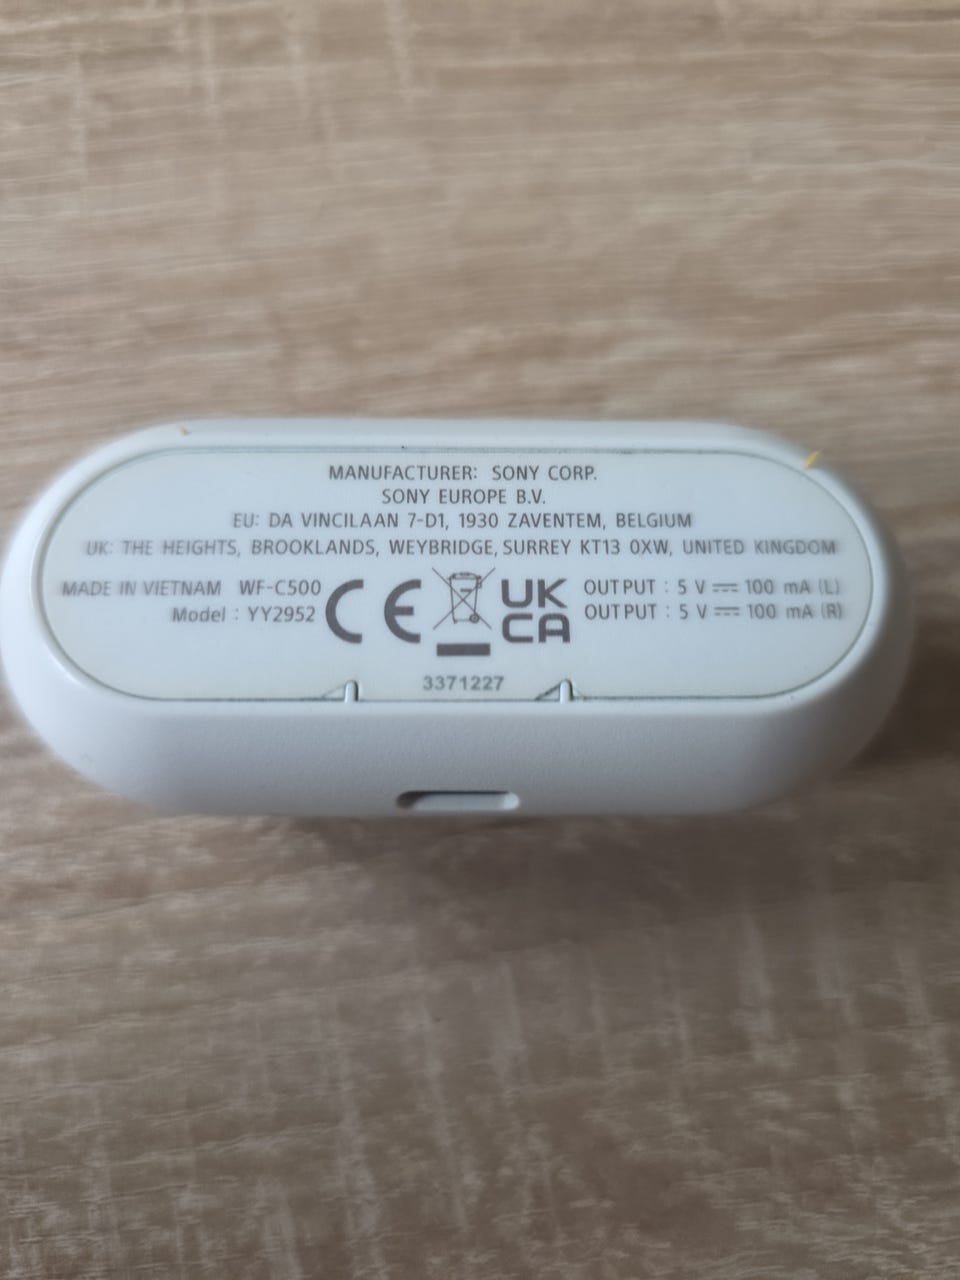 MANUFACTURER: SONY CORP.
SONY EUROPE B.V.
EU: DA VINCILAAN 7-D1, 1930 ZAVENTEM, BELGIUM
UK: THE HEIGHTS, BROOKLANDS, WEYBRIDGE, SURREY KT13 0XW, UNITED KINGDOM
MADE IN VIETNAM WF-C500
Model : YY2952
CE
UK
CA
OUTPUT : 5 V ⎓ 100 mA (L)
OUTPUT : 5 V ⎓ 100 mA (R)
3371227